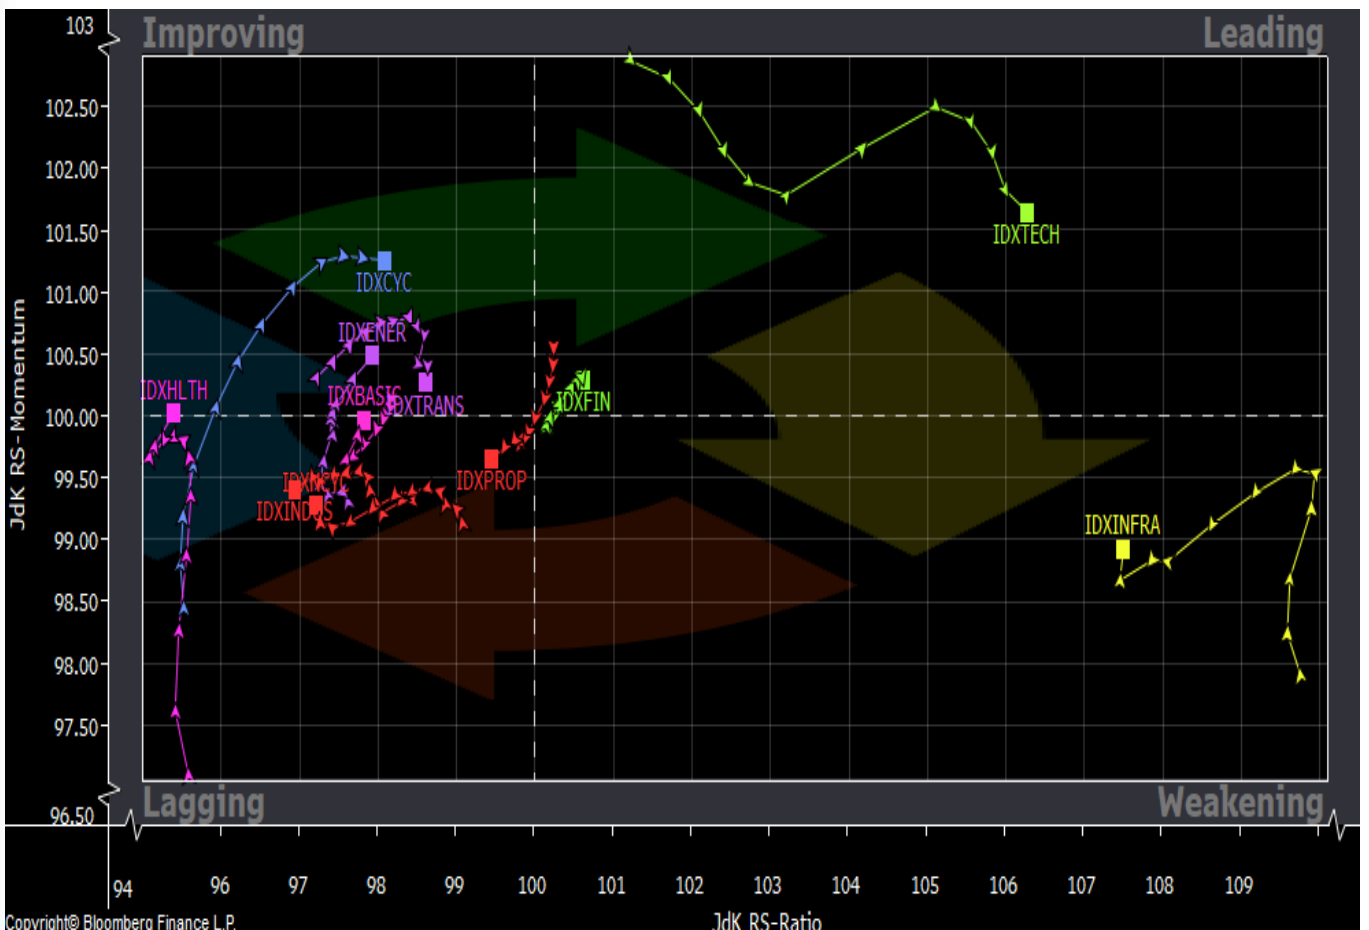 103
Improving
Leading
102.50
102.00
101.50
101.00
100.50
100.00
99.50
99.00
98.50
98.00
97.50
96.50
JdK RS-Momentum
IDXTECH
IDXCYC
IDXENER
IDXHLTH
IDXBASIC
IDXTRANS
IDXFIN
IDXPROP
IDXINDUS
IDXINFRA
Lagging
Weakening
94
96
97
98
99
100
101
102
103
104
105
106
107
108
109
JdK RS-Ratio
Copyright© Bloomberg Finance L.P.